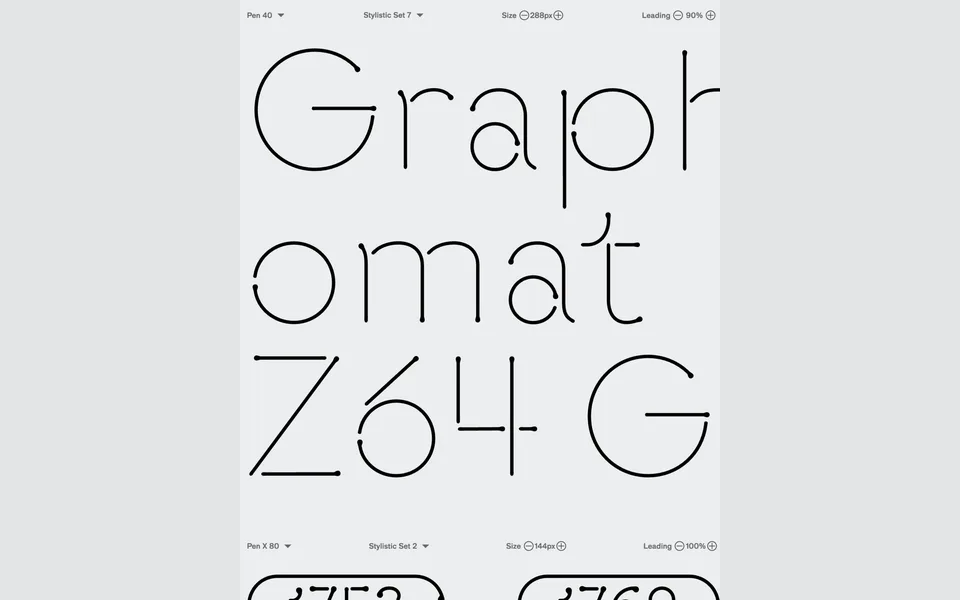 Pen 40 Stylistic Set 7 Size 288px Leading 90%
Graph
omat
Z64 G
Pen X 80 Stylistic Set 2 Size 144px Leading 100%